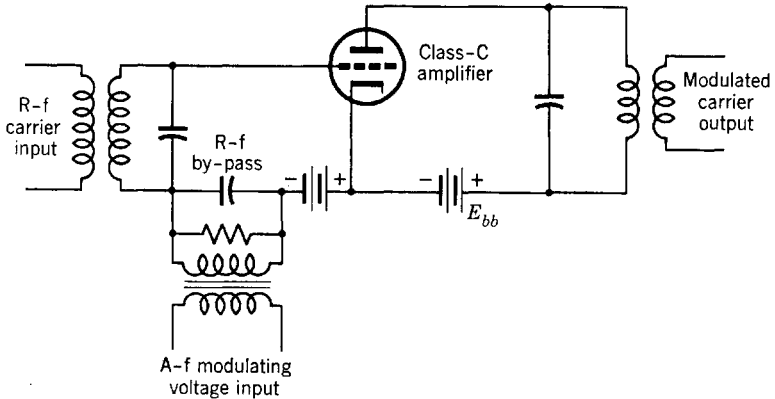 Class-C
amplifier
R-f
carrier
input
R-f
by-pass
Modulated
carrier
output
- +
- +
E_bb
A-f modulating
voltage input